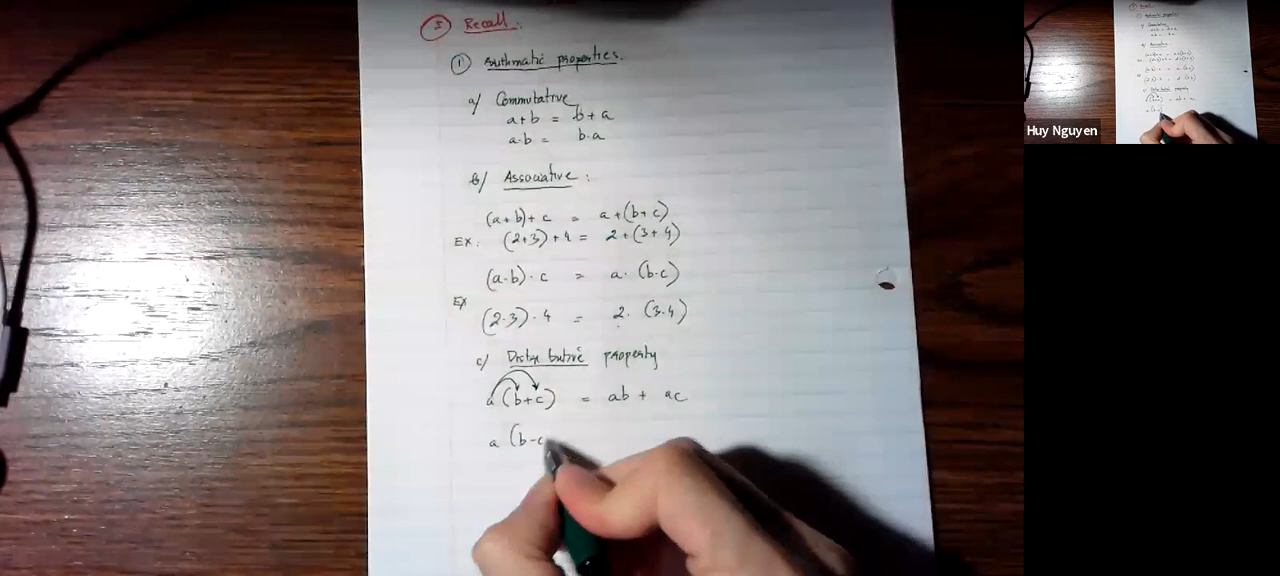 I Recall:
① Arithmatic properties.
a/ Commutative
a+b = b+a
a·b = b·a
b/ Associative:
(a+b)+c = a+(b+c)
EX: (2+3)+4 = 2+(3+4)
(a·b)·c = a·(b·c)
EX (2·3)·4 = 2·(3·4)
c/ Distributive property
a(b+c) = ab + ac
a(b-c
Huy Nguyen